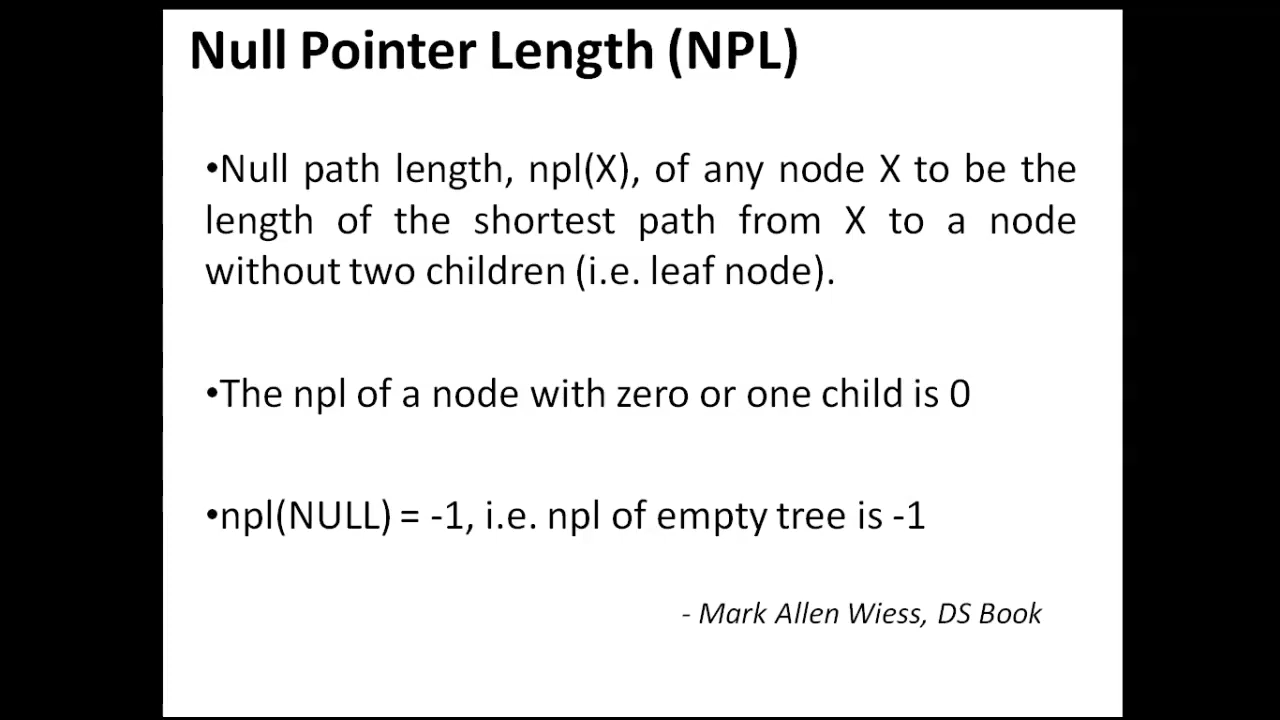 Null Pointer Length (NPL)
•Null path length, npl(X), of any node X to be the
length of the shortest path from X to a node
without two children (i.e. leaf node).
•The npl of a node with zero or one child is 0
•npl(NULL) = -1, i.e. npl of empty tree is -1
- Mark Allen Wiess, DS Book